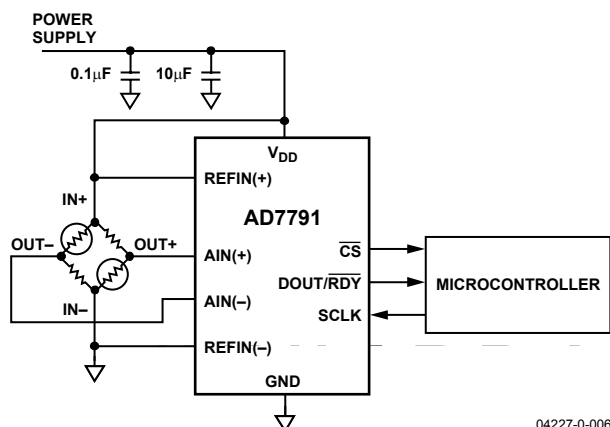 POWER
SUPPLY
0.1µF
10µF
V_DD
IN+
REFIN(+)
AD7791
OUT–
OUT+
AIN(+)
CS
MICROCONTROLLER
DOUT/RDY
AIN(–)
SCLK
IN–
REFIN(–)
GND
04227-0-006